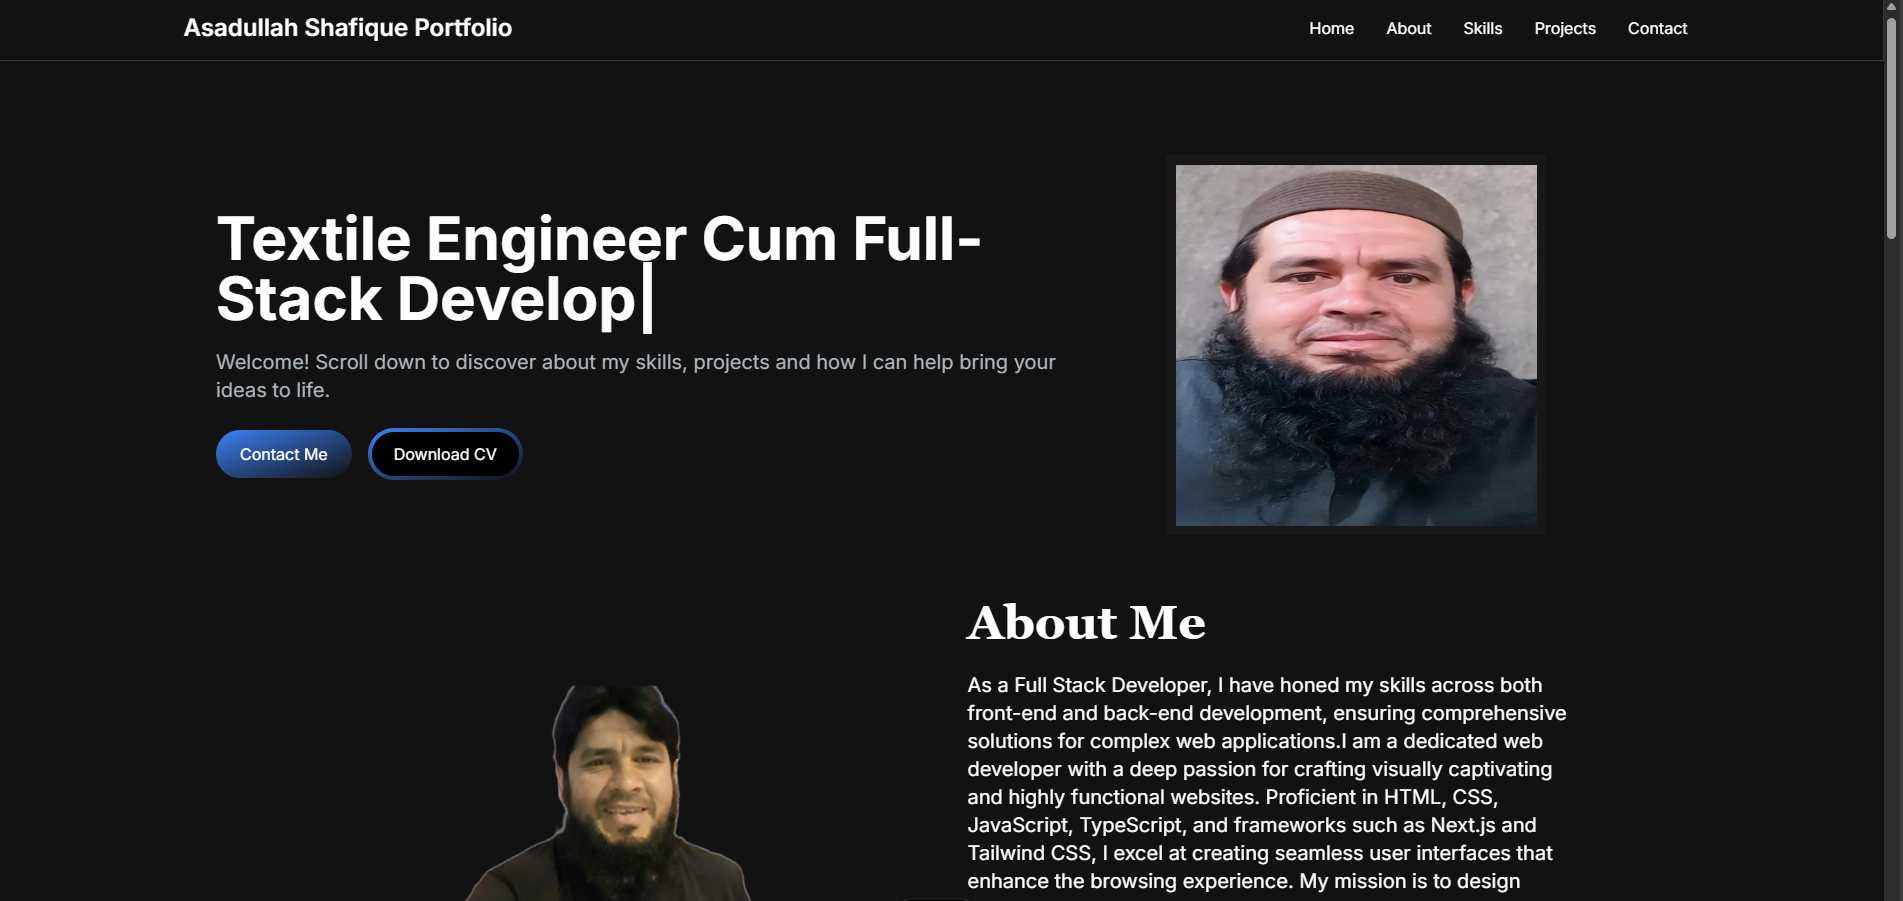 Asadullah Shafique Portfolio
Home About Skills Projects Contact
Textile Engineer Cum Full-
Stack Develop|
Welcome! Scroll down to discover about my skills, projects and how I can help bring your
ideas to life.
Contact Me Download CV
About Me
As a Full Stack Developer, I have honed my skills across both
front-end and back-end development, ensuring comprehensive
solutions for complex web applications.I am a dedicated web
developer with a deep passion for crafting visually captivating
and highly functional websites. Proficient in HTML, CSS,
JavaScript, TypeScript, and frameworks such as Next.js and
Tailwind CSS, I excel at creating seamless user interfaces that
enhance the browsing experience. My mission is to design